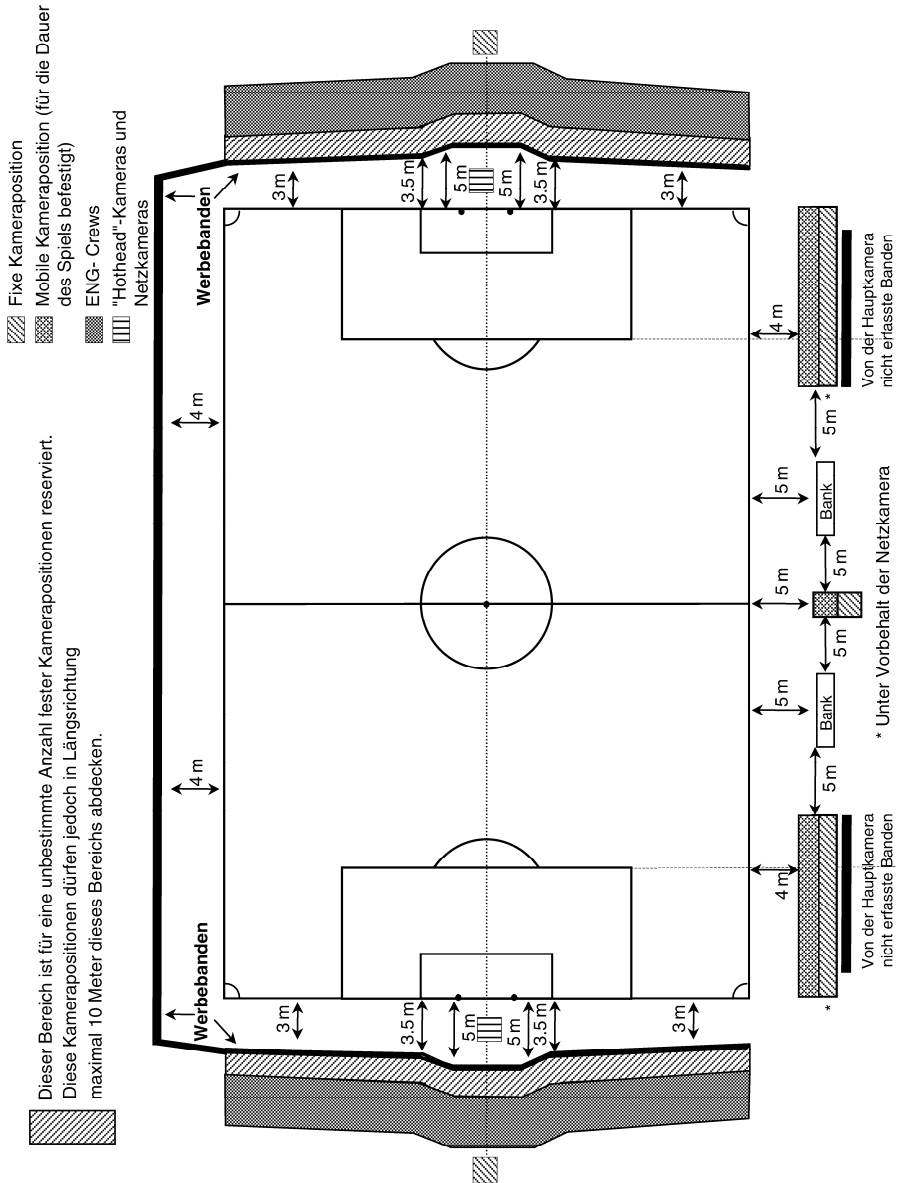 Dieser Bereich ist für eine unbestimmte Anzahl fester Kamerapositionen reserviert.
Diese Kamerapositionen dürfen jedoch in Längsrichtung
maximal 10 Meter dieses Bereichs abdecken.
Fixe Kameraposition
Mobile Kameraposition (für die Dauer
des Spiels befestigt)
ENG- Crews
"Hothead"-Kameras und
Netzkameras
Werbebanden
4 m
4 m
Werbebanden
3 m
3 m
3.5 m
3.5 m
5 m
5 m
5 m
5 m
3.5 m
3.5 m
3 m
3 m
4 m
5 m
5 m
5 m
4 m
5 m
5 m
5 m
5 m *
*
Bank
Bank
Von der Hauptkamera
nicht erfasste Banden
Von der Hauptkamera
nicht erfasste Banden
* Unter Vorbehalt der Netzkamera